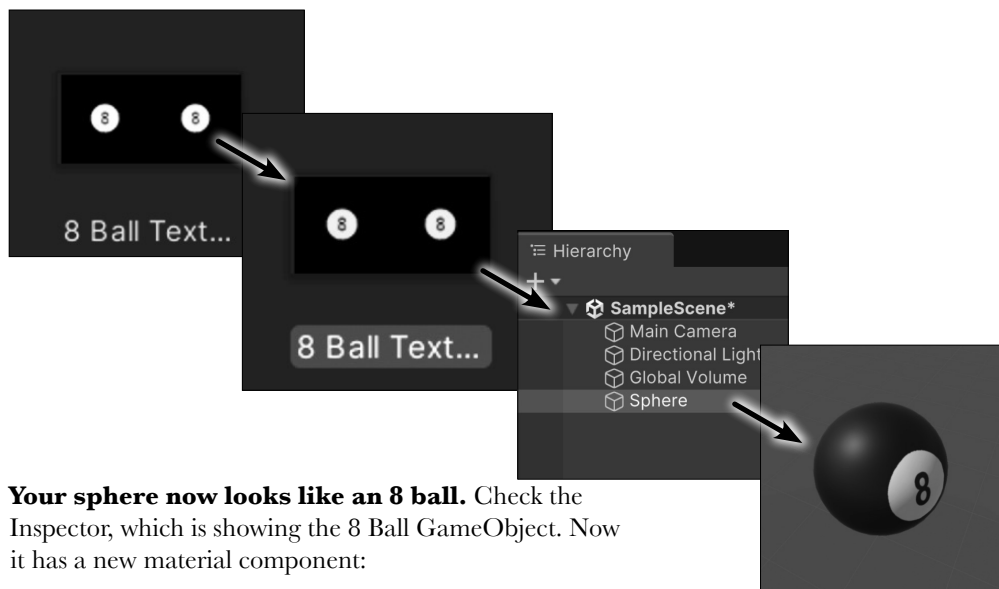 8 8
8 Ball Text...
8 8
8 Ball Text...
Hierarchy
SampleScene*
Main Camera
Directional Light
Global Volume
Sphere
8
Your sphere now looks like an 8 ball. Check the
Inspector, which is showing the 8 Ball GameObject. Now
it has a new material component: